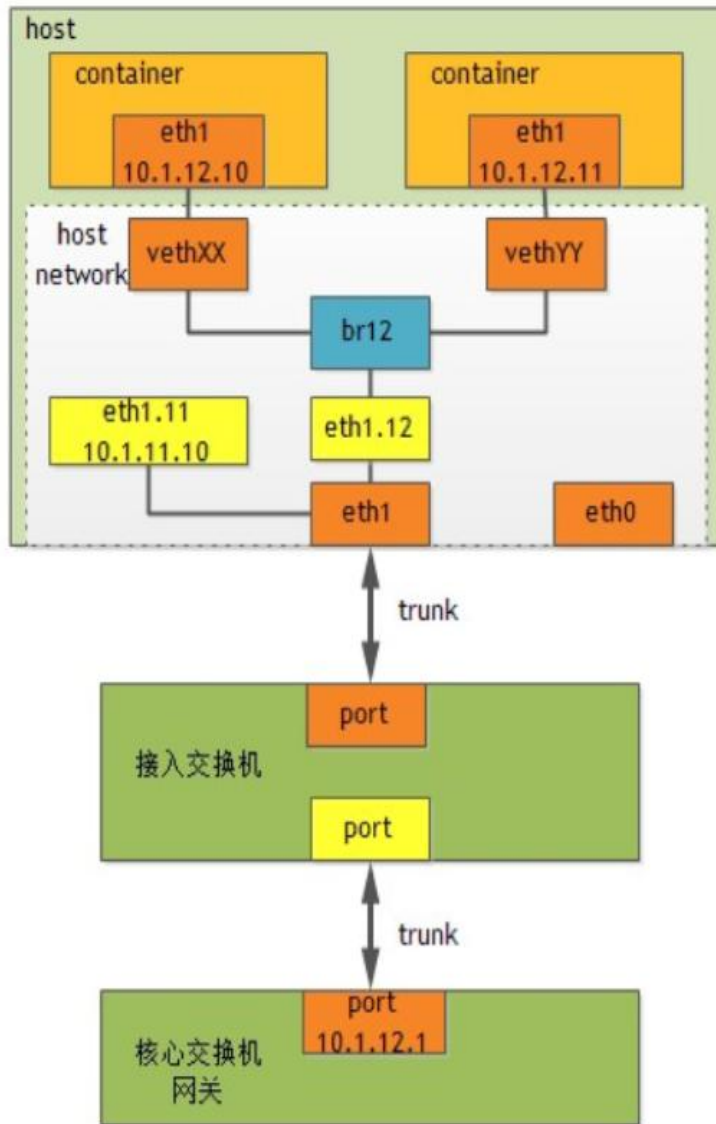 host
container
container
eth1
10.1.12.10
eth1
10.1.12.11
host
network
vethXX
vethYY
br12
eth1.11
10.1.11.10
eth1.12
eth1
eth0
trunk
port
接入交换机
port
trunk
port
10.1.12.1
核心交换机
网关